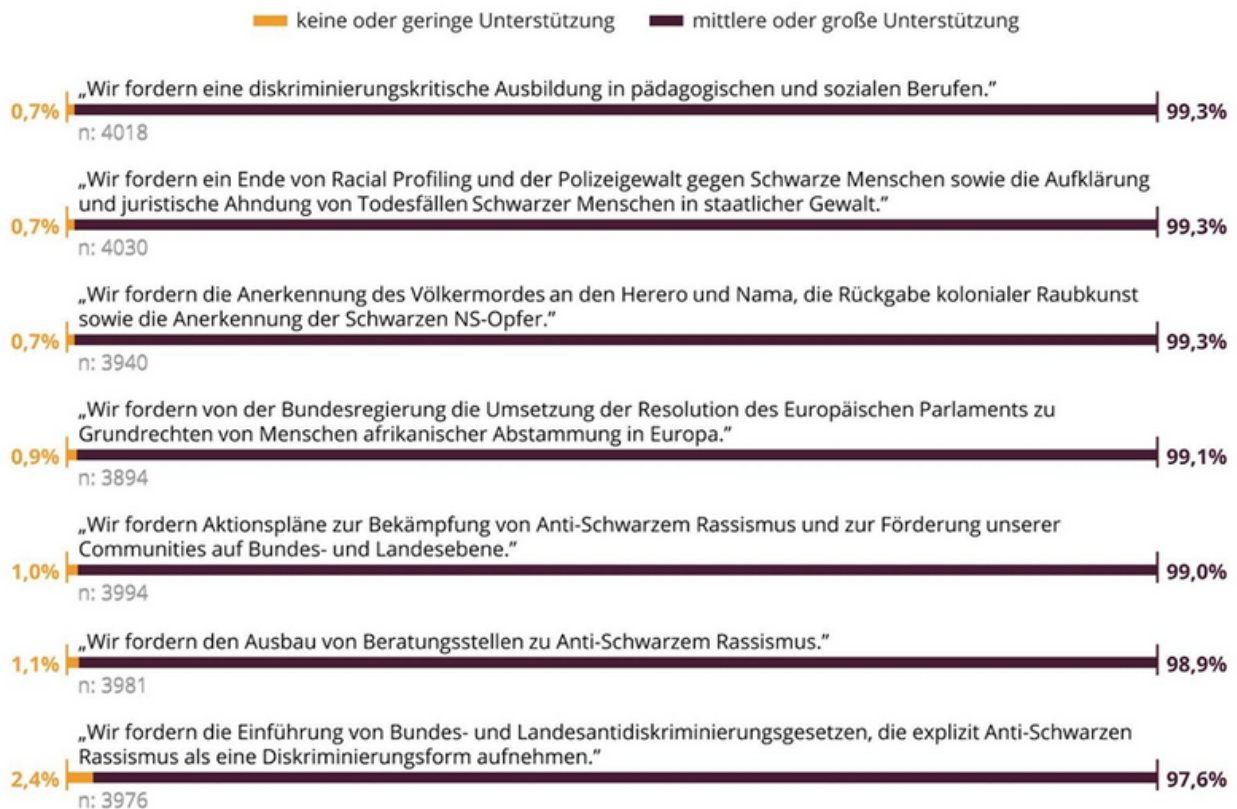 keine oder geringe Unterstützung mittlere oder große Unterstützung
„Wir fordern eine diskriminierungskritische Ausbildung in pädagogischen und sozialen Berufen.”
0,7% 99,3%
n: 4018
„Wir fordern ein Ende von Racial Profiling und der Polizeigewalt gegen Schwarze Menschen sowie die Aufklärung
und juristische Ahndung von Todesfällen Schwarzer Menschen in staatlicher Gewalt.”
0,7% 99,3%
n: 4030
„Wir fordern die Anerkennung des Völkermordes an den Herero und Nama, die Rückgabe kolonialer Raubkunst
sowie die Anerkennung der Schwarzen NS-Opfer.”
0,7% 99,3%
n: 3940
„Wir fordern von der Bundesregierung die Umsetzung der Resolution des Europäischen Parlaments zu
Grundrechten von Menschen afrikanischer Abstammung in Europa.”
0,9% 99,1%
n: 3894
„Wir fordern Aktionspläne zur Bekämpfung von Anti-Schwarzem Rassismus und zur Förderung unserer
Communities auf Bundes- und Landesebene.”
1,0% 99,0%
n: 3994
„Wir fordern den Ausbau von Beratungsstellen zu Anti-Schwarzem Rassismus.”
1,1% 98,9%
n: 3981
„Wir fordern die Einführung von Bundes- und Landesantidiskriminierungsgesetzen, die explizit Anti-Schwarzen
Rassismus als eine Diskriminierungsform aufnehmen.”
2,4% 97,6%
n: 3976